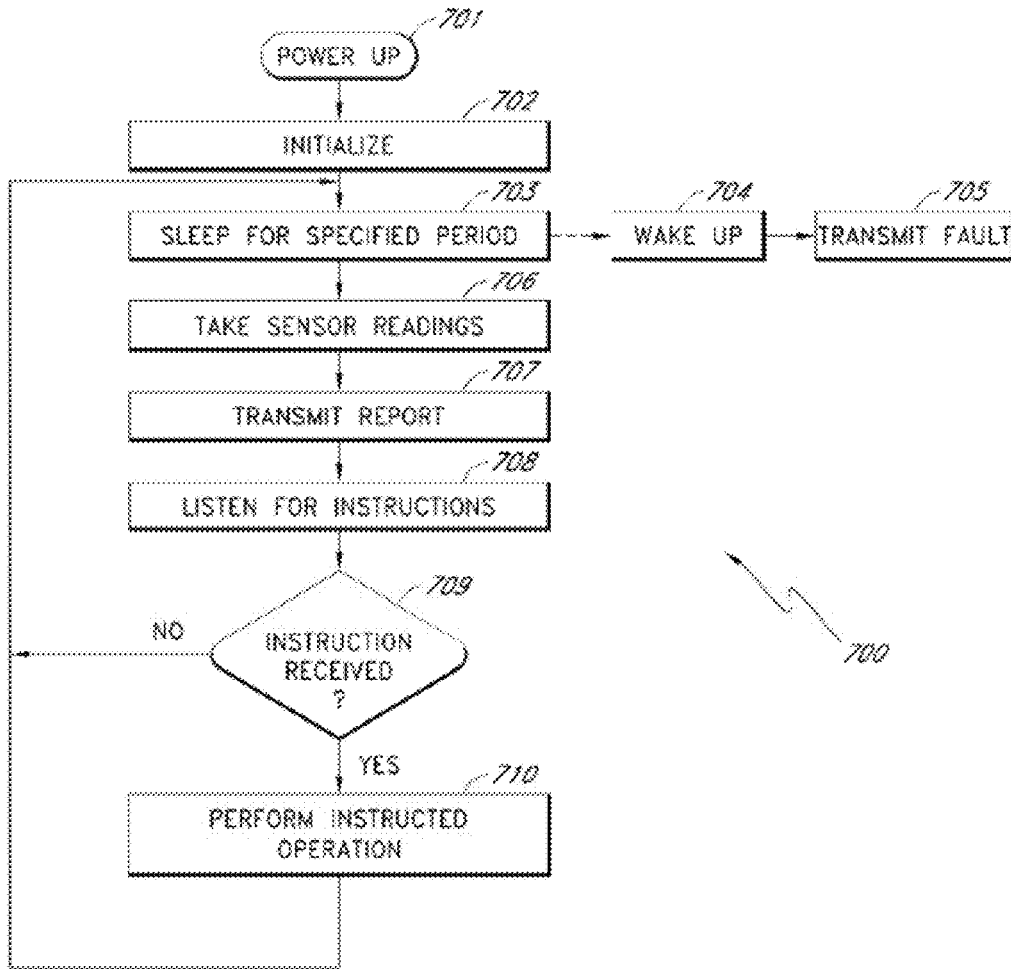 701
POWER UP
702
INITIALIZE
703
SLEEP FOR SPECIFIED PERIOD
704
WAKE UP
705
TRANSMIT FAULT
706
TAKE SENSOR READINGS
707
TRANSMIT REPORT
708
LISTEN FOR INSTRUCTIONS
709
INSTRUCTION
RECEIVED
?
NO
700
YES
710
PERFORM INSTRUCTED
OPERATION